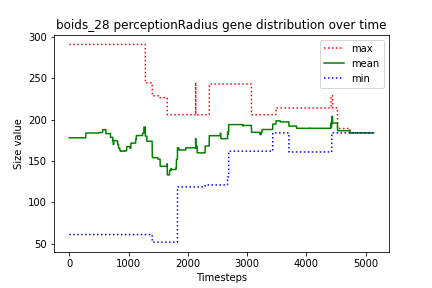 boids_28 perceptionRadius gene distribution over time
300
250
200
150
100
50
Size value
max
mean
min
0
1000
2000
3000
4000
5000
Timesteps